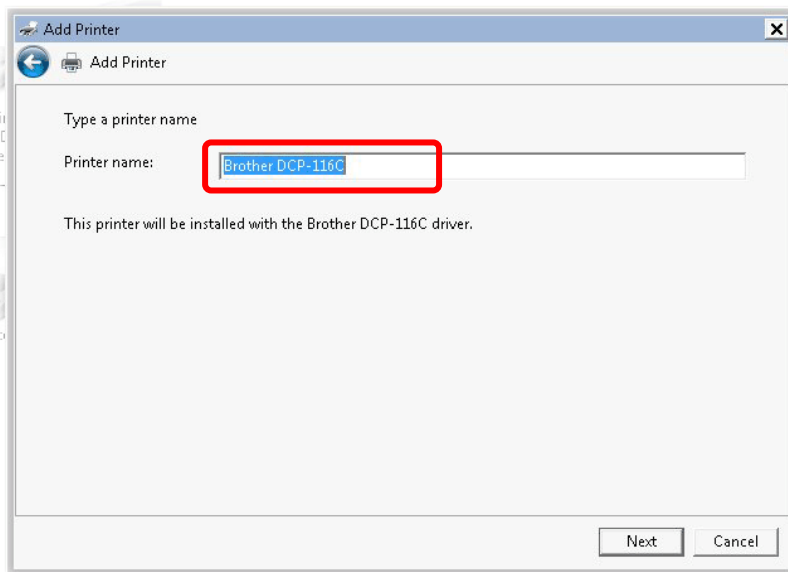 Add Printer
Add Printer
Type a printer name
Printer name: Brother DCP-116C
This printer will be installed with the Brother DCP-116C driver.
Next Cancel